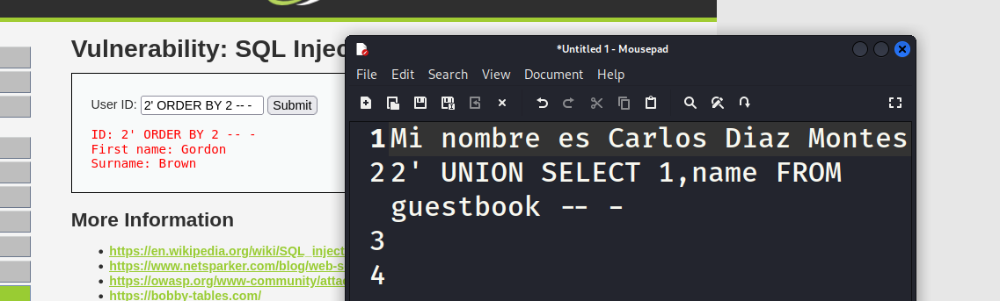 Vulnerability: SQL Injec
User ID: 2' ORDER BY 2 -- - Submit
ID: 2' ORDER BY 2 -- -
First name: Gordon
Surname: Brown
More Information
https://en.wikipedia.org/wiki/SQL_inject
https://www.netsparker.com/blog/web-s
https://owasp.org/www-community/attac
https://bobby-tables.com/
*Untitled 1 - Mousepad
File Edit Search View Document Help
1 Mi nombre es Carlos Diaz Montes
2 2' UNION SELECT 1,name FROM
guestbook -- -
3
4